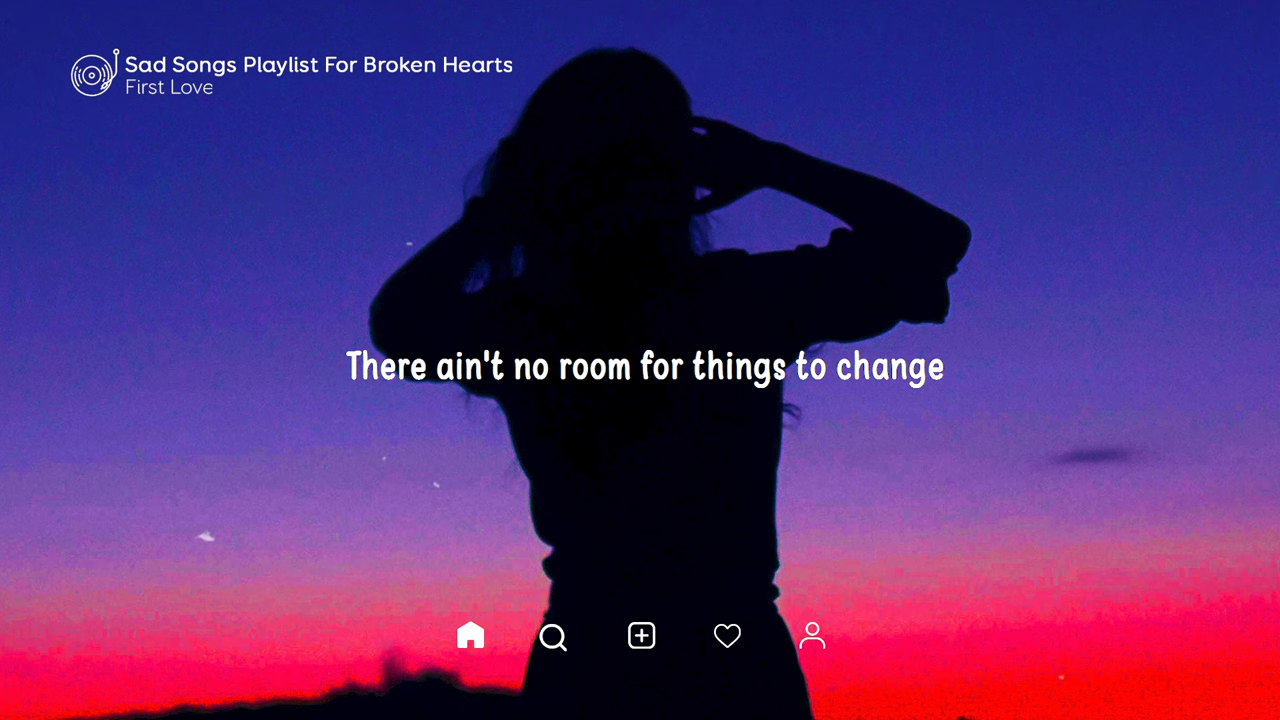 Sad Songs Playlist For Broken Hearts
First Love
There ain't no room for things to change